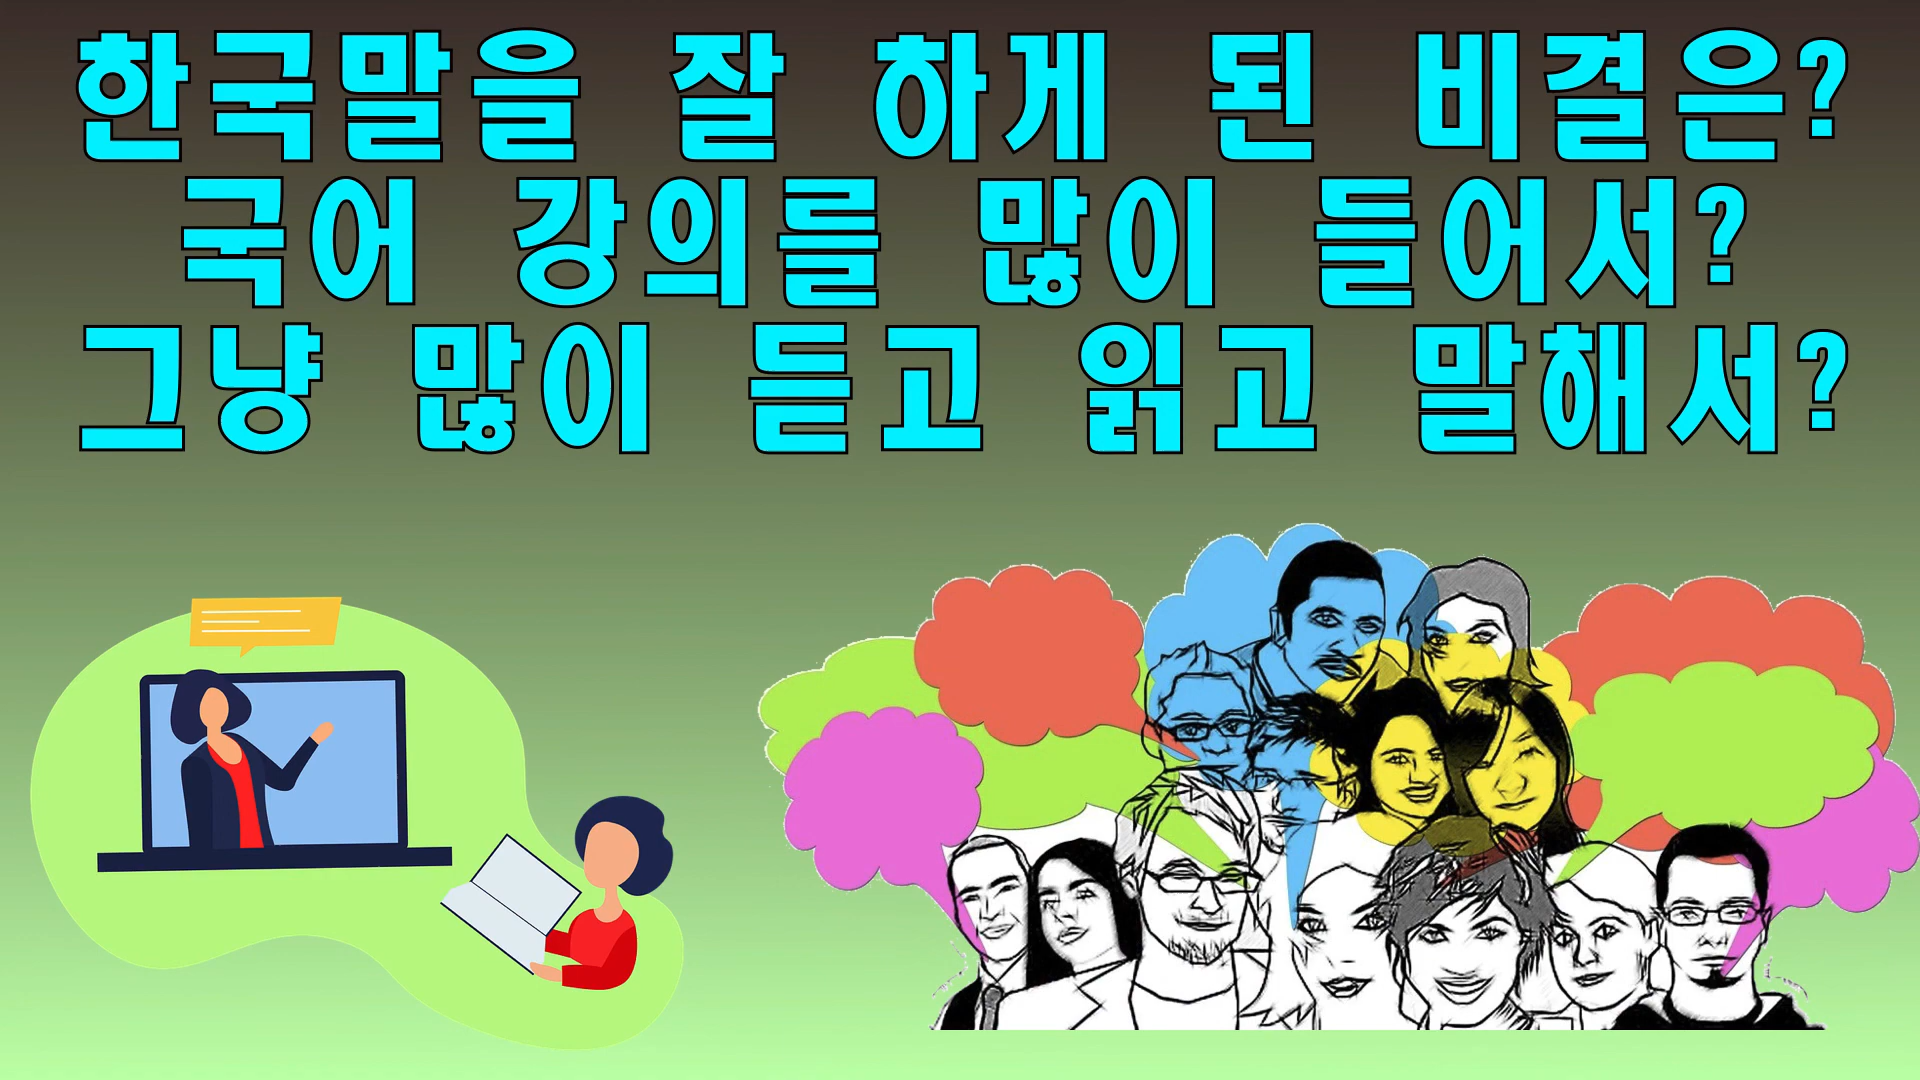 한국말을 잘 하게 된 비결은?
국어 강의를 많이 들어서?
그냥 많이 듣고 읽고 말해서?